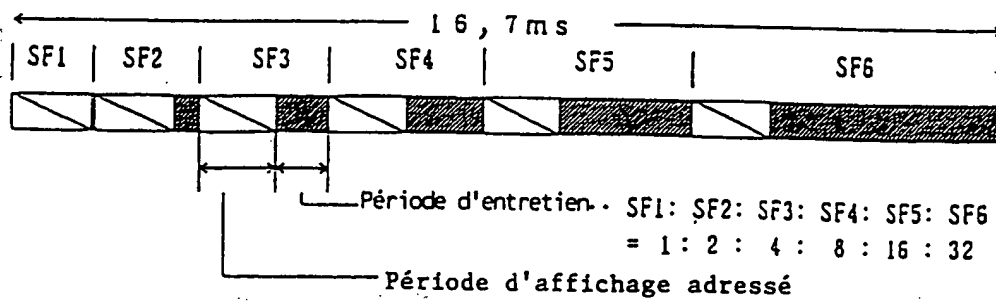 16,7ms
SF1 SF2 SF3 SF4 SF5 SF6
Période d'entretien.. SF1: SF2: SF3: SF4: SF5: SF6
= 1 : 2 : 4 : 8 : 16 : 32
Période d'affichage adressé